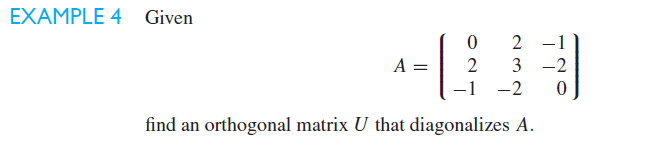 EXAMPLE 4 Given
0 2 −1
A = 2 3 −2
−1 −2 0
find an orthogonal matrix U that diagonalizes A.